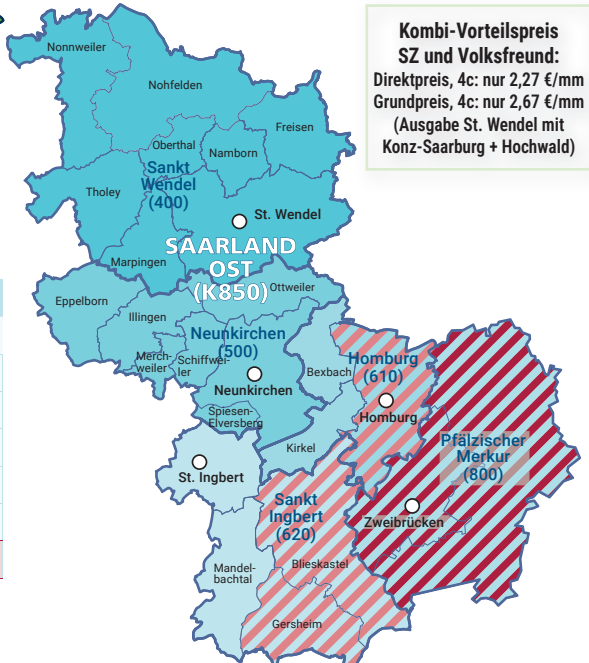 Kombi-Vorteilspreis
SZ und Volksfreund:
Direktpreis, 4c: nur 2,27 €/mm
Grundpreis, 4c: nur 2,67 €/mm
(Ausgabe St. Wendel mit
Konz-Saarburg + Hochwald)
Nonnweiler
Nohfelden
Freisen
Oberthal
Namborn
Sankt
Wendel
(400)
Tholey
St. Wendel
Marpingen
SAARLAND
OST
(K850)
Ottweiler
Eppelborn
Illingen
Neunkirchen
(500)
Merch-
weiler
Schiffwei-
ler
Neunkirchen
Bexbach
Homburg
(610)
Homburg
Spiesen-
Elversberg
Kirkel
Pfälzischer
Merkur
(800)
St. Ingbert
Sankt
Ingbert
(620)
Zweibrücken
Mandel-
bachtal
Blieskastel
Gersheim